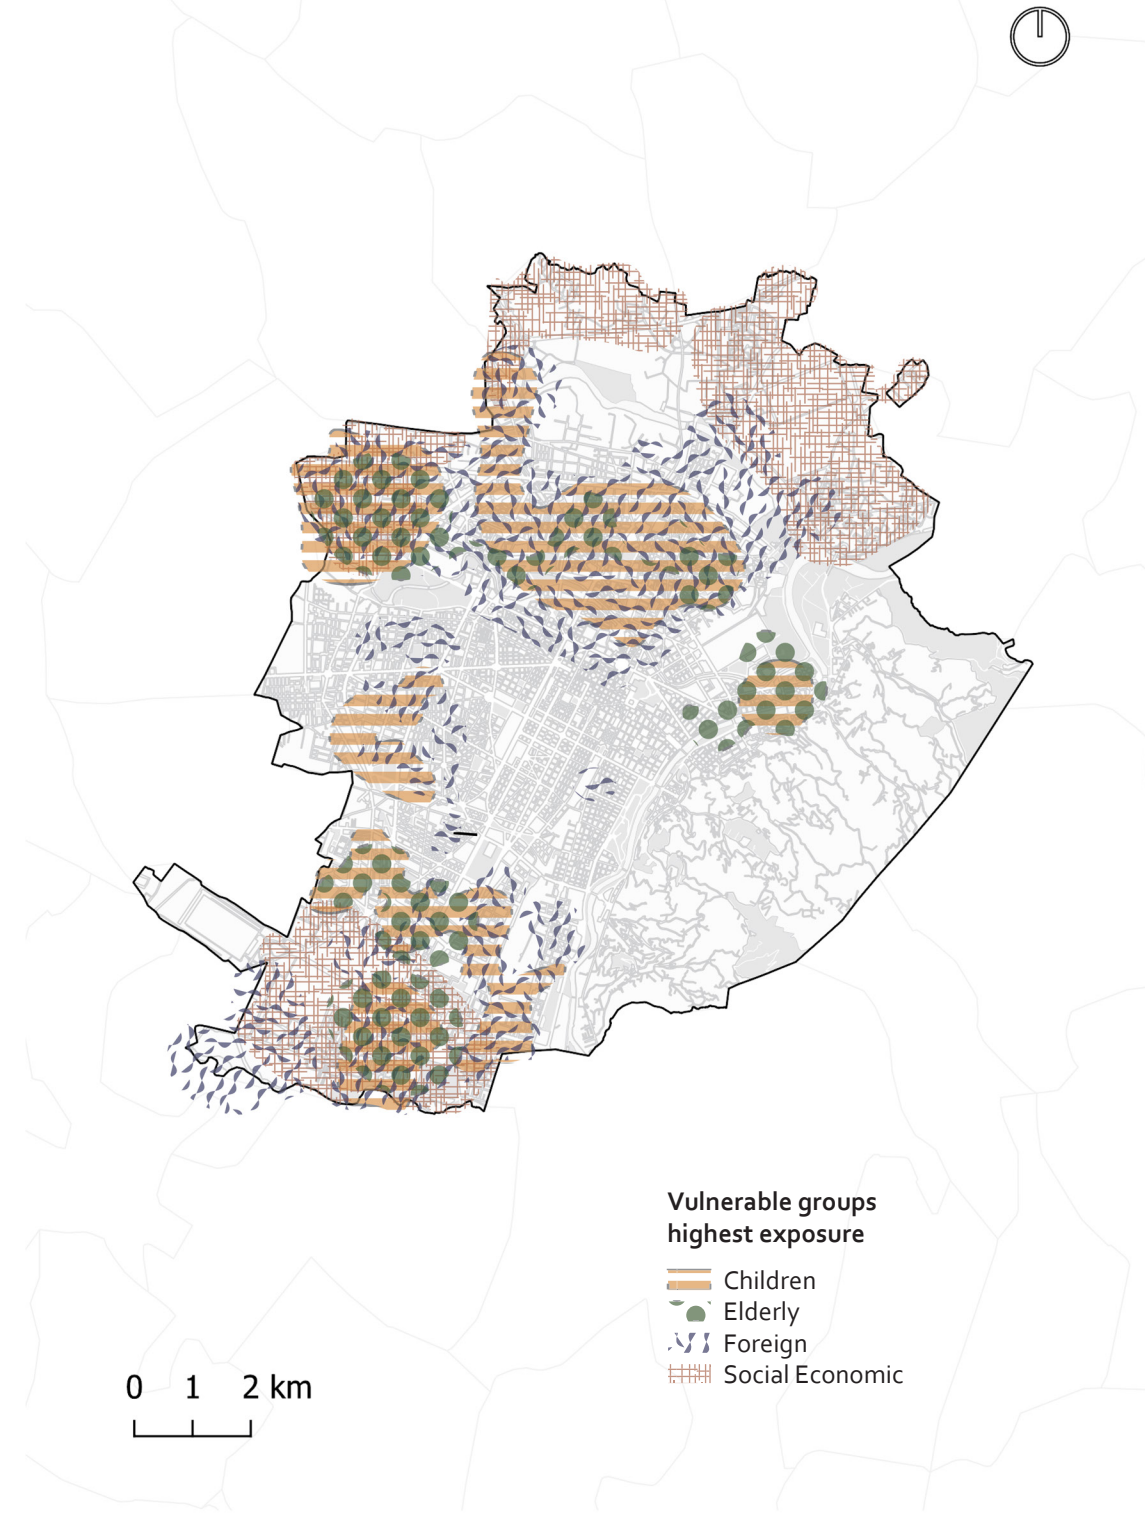 Vulnerable groups
highest exposure
Children
Elderly
Foreign
Social Economic
0 1 2 km